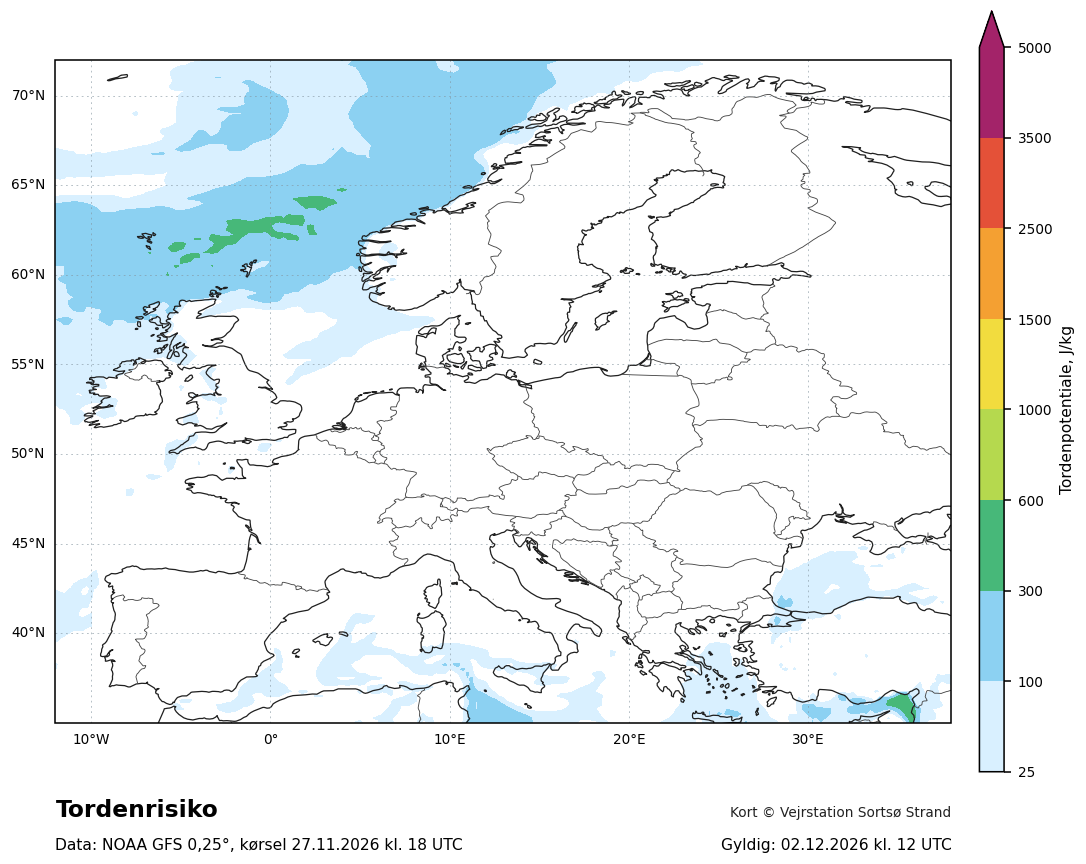 70°N
65°N
60°N
55°N
50°N
45°N
40°N
10°W
0°
10°E
20°E
30°E
5000
3500
2500
1500
1000
600
300
100
25
Tordenpotentiale, J/kg
Tordenrisiko
Kort © Vejrstation Sortsø Strand
Data: NOAA GFS 0,25°, kørsel 27.11.2026 kl. 18 UTC
Gyldig: 02.12.2026 kl. 12 UTC